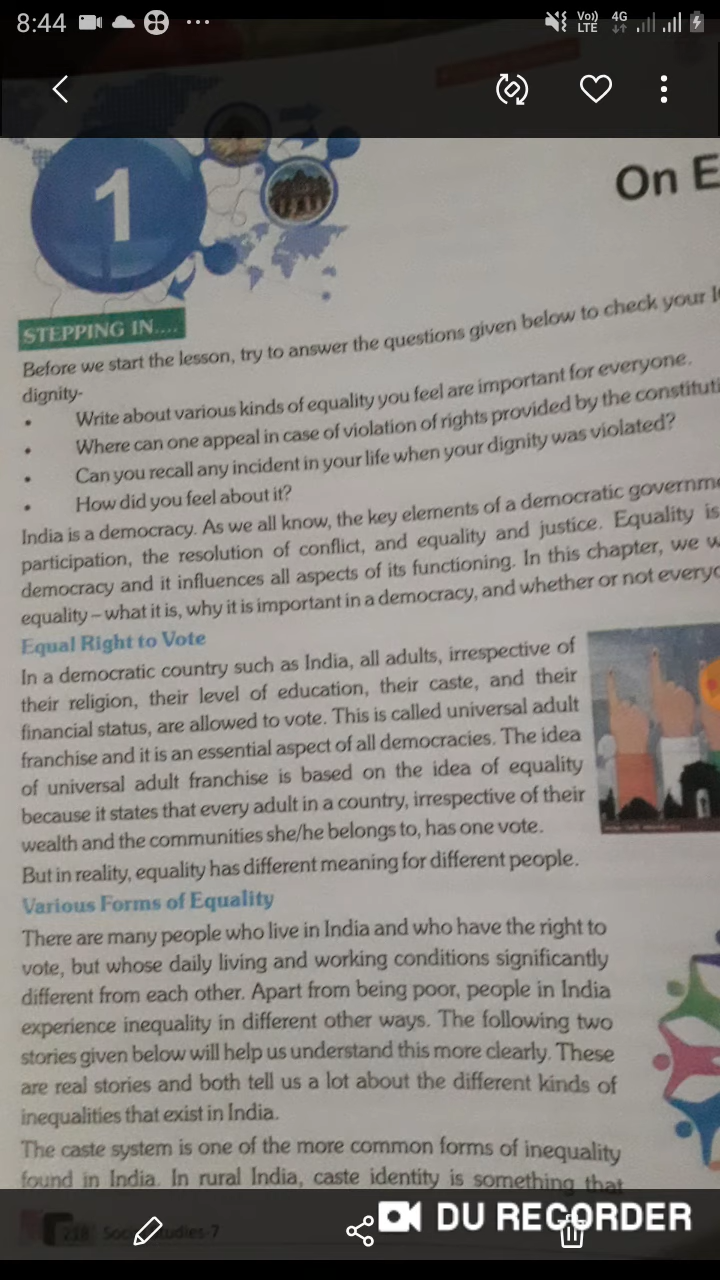 8:44
Vo)) LTE 4G
1
On E
STEPPING IN....
Before we start the lesson, try to answer the questions given below to check your
dignity-
• Write about various kinds of equality you feel are important for everyone.
• Where can one appeal in case of violation of rights provided by the constituti
• Can you recall any incident in your life when your dignity was violated?
• How did you feel about it?
India is a democracy. As we all know, the key elements of a democratic governme
participation, the resolution of conflict, and equality and justice. Equality is
democracy and it influences all aspects of its functioning. In this chapter, we w
equality – what it is, why it is important in a democracy, and whether or not everyo
Equal Right to Vote
In a democratic country such as India, all adults, irrespective of
their religion, their level of education, their caste, and their
financial status, are allowed to vote. This is called universal adult
franchise and it is an essential aspect of all democracies. The idea
of universal adult franchise is based on the idea of equality
because it states that every adult in a country, irrespective of their
wealth and the communities she/he belongs to, has one vote.
But in reality, equality has different meaning for different people.
Various Forms of Equality
There are many people who live in India and who have the right to
vote, but whose daily living and working conditions significantly
different from each other. Apart from being poor, people in India
experience inequality in different other ways. The following two
stories given below will help us understand this more clearly. These
are real stories and both tell us a lot about the different kinds of
inequalities that exist in India.
The caste system is one of the more common forms of inequality
found in India. In rural India, caste identity is something that
DU RECORDER